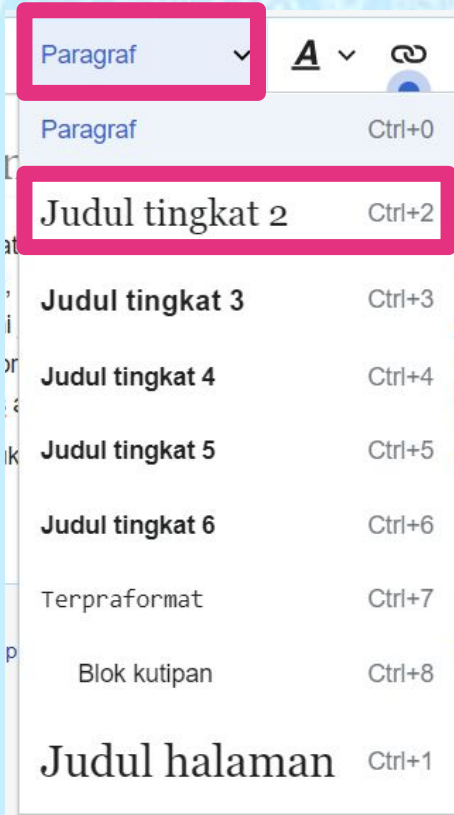 Paragraf A
Paragraf Ctrl+0
Judul tingkat 2 Ctrl+2
Judul tingkat 3 Ctrl+3
Judul tingkat 4 Ctrl+4
Judul tingkat 5 Ctrl+5
Judul tingkat 6 Ctrl+6
Terpraformat Ctrl+7
Blok kutipan Ctrl+8
Judul halaman Ctrl+1